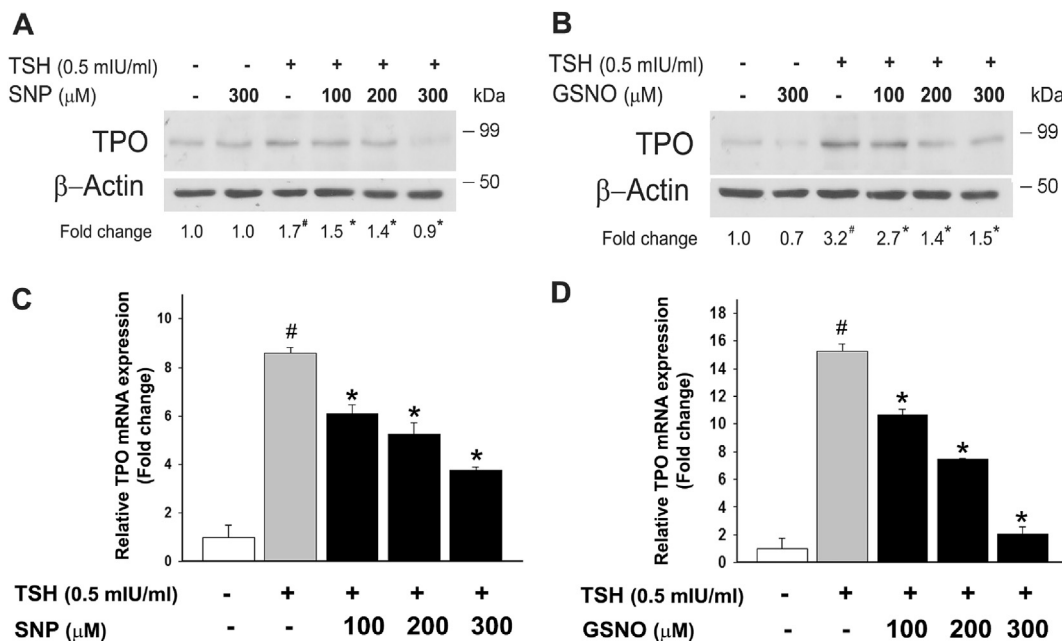 A
TSH (0.5 mIU/ml) - - + + + +
SNP (μM) - 300 - 100 200 300 kDa
TPO – 99
β–Actin – 50
Fold change 1.0 1.0 1.7# 1.5* 1.4* 0.9*
B
TSH (0.5 mIU/ml) - - + + + +
GSNO (μM) - 300 - 100 200 300 kDa
TPO – 99
β–Actin – 50
Fold change 1.0 0.7 3.2# 2.7* 1.4* 1.5*
C
Relative TPO mRNA expression
(Fold change)
10
8
6
4
2
0
#
*
*
*
TSH (0.5 mIU/ml) - + + + +
SNP (μM) - - 100 200 300
D
Relative TPO mRNA expression
(Fold change)
18
16
14
12
10
8
6
4
2
0
#
*
*
*
TSH (0.5 mIU/ml) - + + + +
GSNO (μM) - - 100 200 300